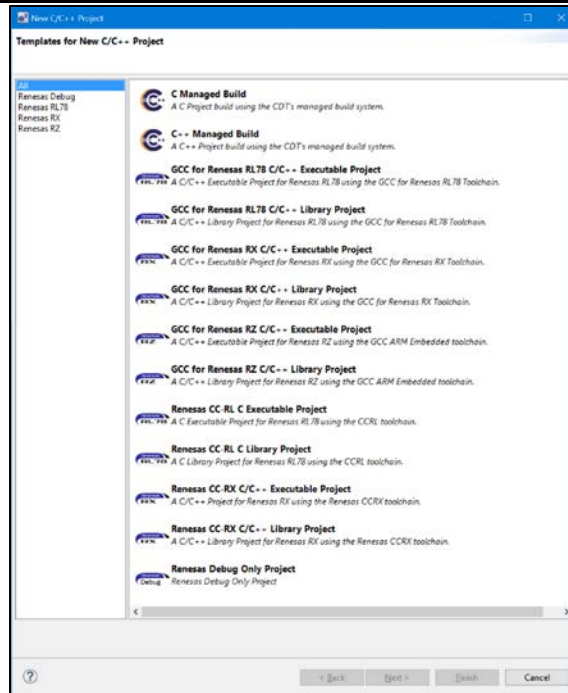 New C/C++ Project
Templates for New C/C++ Project
All
Renesas Debug
Renesas RL78
Renesas RX
Renesas RZ
C Managed Build
A C Project build using the CDT's managed build system.
C++ Managed Build
A C++ Project build using the CDT's managed build system.
GCC for Renesas RL78 C/C++ Executable Project
A C/C++ Executable Project for Renesas RL78 using the GCC for Renesas RL78 Toolchain.
GCC for Renesas RL78 C/C++ Library Project
A C/C++ Library Project for Renesas RL78 using the GCC for Renesas RL78 Toolchain.
GCC for Renesas RX C/C++ Executable Project
A C/C++ Executable Project for Renesas RX using the GCC for Renesas RX Toolchain.
GCC for Renesas RX C/C++ Library Project
A C/C++ Library Project for Renesas RX using the GCC for Renesas RX Toolchain.
GCC for Renesas RZ C/C++ Executable Project
A C/C++ Executable Project for Renesas RZ using the GCC ARM Embedded toolchain.
GCC for Renesas RZ C/C++ Library Project
A C/C++ Library Project for Renesas RZ using the GCC ARM Embedded toolchain.
Renesas CC-RL C Executable Project
A C Executable Project for Renesas RL78 using the CCRL toolchain.
Renesas CC-RL C Library Project
A C Library Project for Renesas RL78 using the CCRL toolchain.
Renesas CC-RX C/C++ Executable Project
A C/C++ Project for Renesas RX using the Renesas CCRX toolchain.
Renesas CC-RX C/C++ Library Project
A C/C++ Library Project for Renesas RX using the Renesas CCRX toolchain.
Renesas Debug Only Project
Debug Renesas Debug Only Project
< Back Next > Finish Cancel